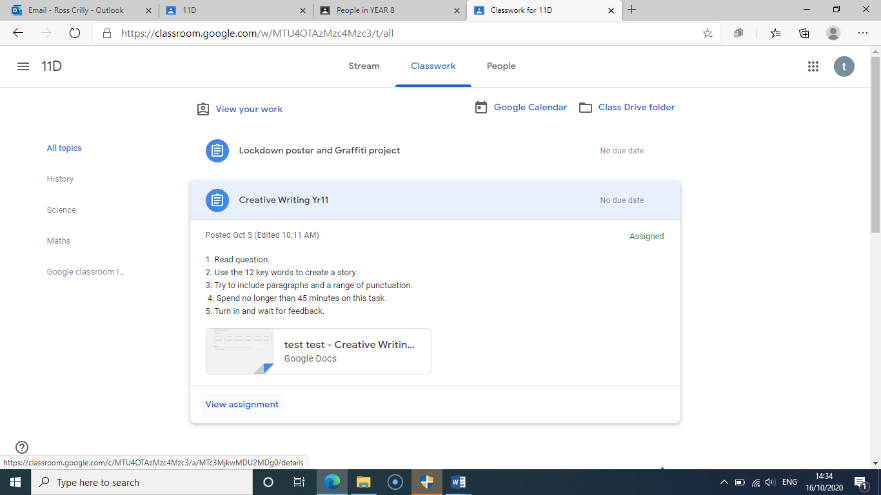 Email - Ross Crilly - Outlook
11D
People in YEAR 8
Classwork for 11D
https://classroom.google.com/w/MTU4OTAzMzc4Mzc3/t/all
11D
Stream
Classwork
People
t
View your work
Google Calendar
Class Drive folder
All topics
History
Science
Maths
Google classroom I...
Lockdown poster and Graffiti project
No due date
Creative Writing Yr11
No due date
Posted Oct 5 (Edited 10:11 AM)
Assigned
1. Read question.
2. Use the 12 key words to create a story.
3. Try to include paragraphs and a range of punctuation.
4. Spend no longer than 45 minutes on this task.
5. Turn in and wait for feedback.
test test - Creative Writin...
Google Docs
View assignment
https://classroom.google.com/c/MTU4OTAzMzc4Mzc3/a/MTc3MjkwMDU2MDg0/details
Type here to search
ENG
14:34
16/10/2020
1